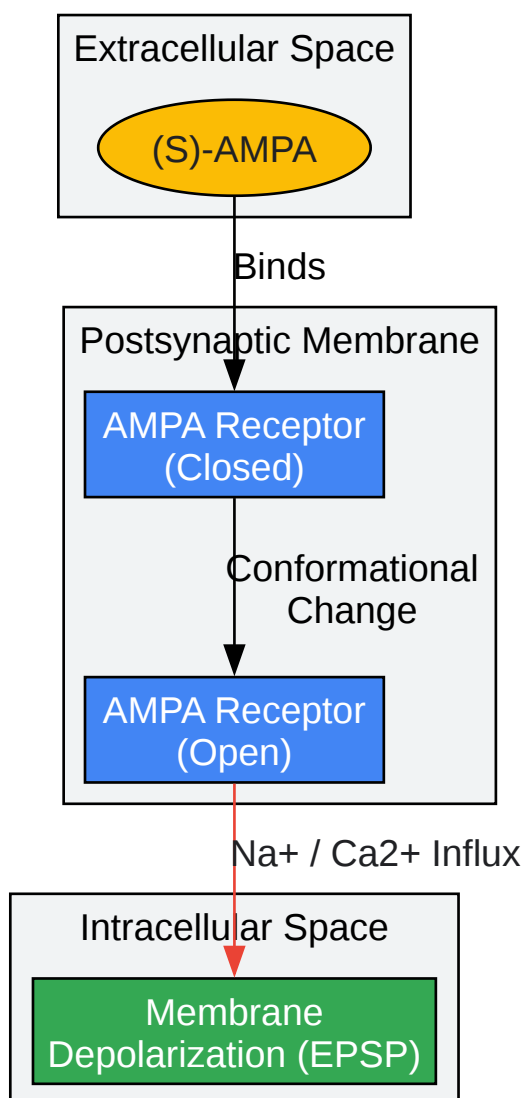 Extracellular Space
(S)-AMPA
Binds
Postsynaptic Membrane
AMPA Receptor
(Closed)
Conformational
Change
AMPA Receptor
(Open)
Na+ / Ca2+ Influx
Intracellular Space
Membrane
Depolarization (EPSP)